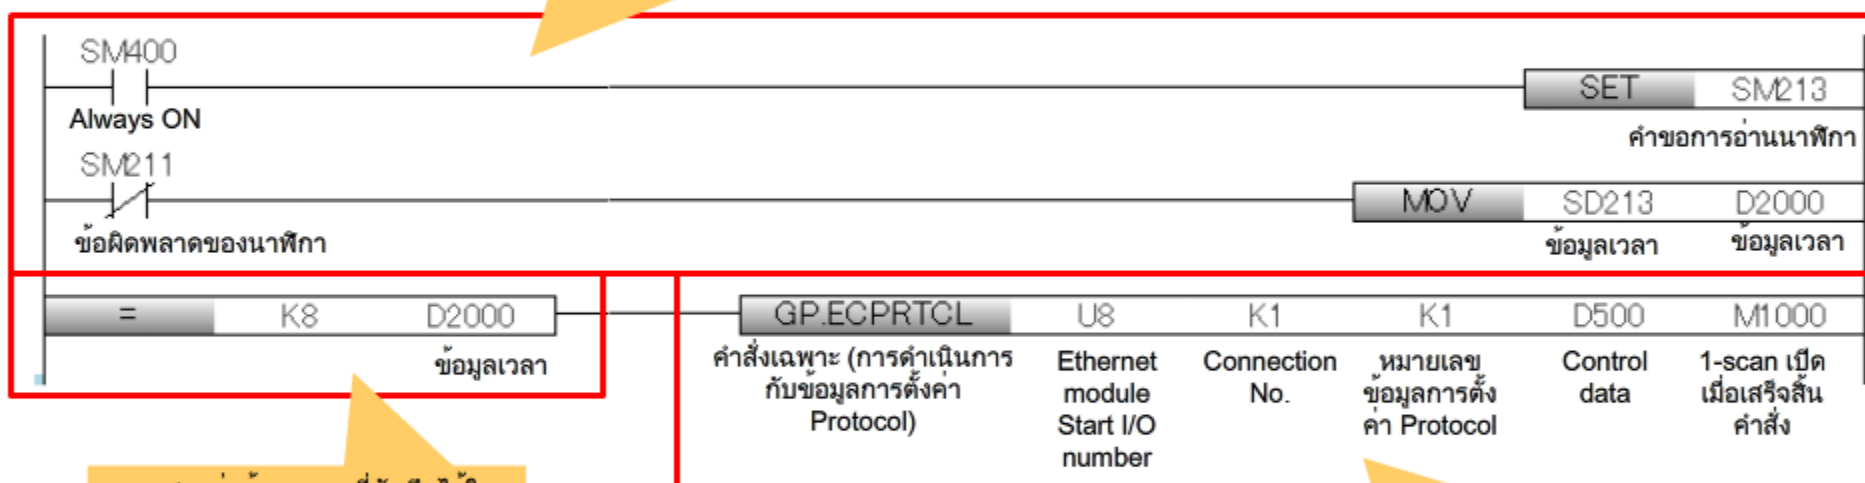 SM400
SET SM213
Always ON
คำขอการอ่านนาฬิกา
SM211
MOV SD213 D2000
ข้อผิดพลาดของนาฬิกา
ข้อมูลเวลา ข้อมูลเวลา
= K8 D2000
GP.ECPRTCL U8 K1 K1 D500 M1000
ข้อมูลเวลา
คำสั่งเฉพาะ (การดำเนินการ
กับข้อมูลการตั้งค่า
Protocol)
Ethernet
module
Start I/O
number
Connection
No.
หมายเลข
ข้อมูลการตั้ง
ค่า Protocol
Control
data
1-scan เปิด
เมื่อเสร็จสิ้น
คำสั่ง